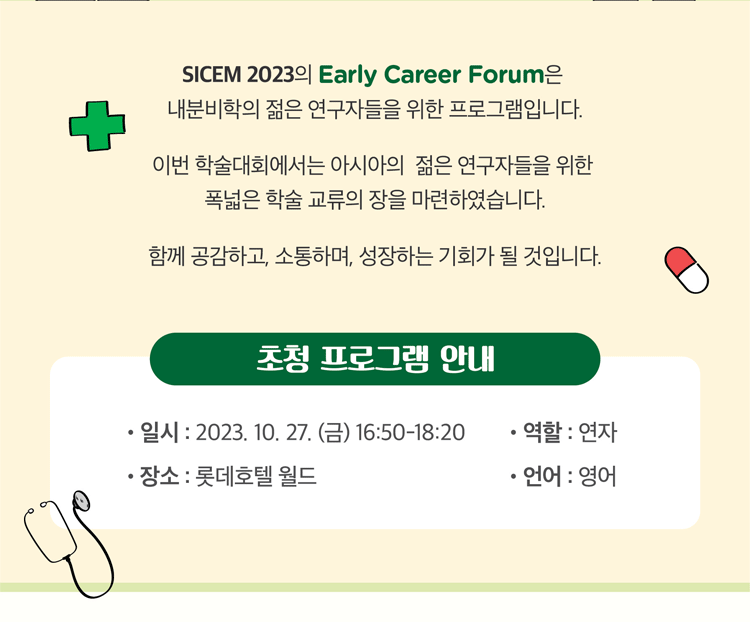 SICEM 2023의 Early Career Forum은
내분비학의 젊은 연구자들을 위한 프로그램입니다.
이번 학술대회에서는 아시아의 젊은 연구자들을 위한
폭넓은 학술 교류의 장을 마련하였습니다.
함께 공감하고, 소통하며, 성장하는 기회가 될 것입니다.
초청 프로그램 안내
• 일시 : 2023. 10. 27. (금) 16:50-18:20 • 역할 : 연자
• 장소 : 롯데호텔 월드 • 언어 : 영어